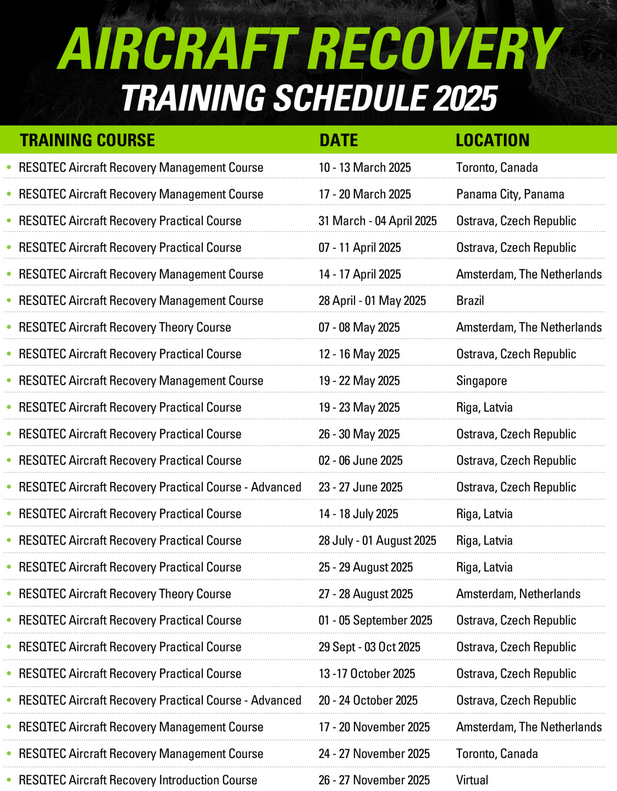 AIRCRAFT RECOVERY
TRAINING SCHEDULE 2025
TRAINING COURSE DATE LOCATION
• RESQTEC Aircraft Recovery Management Course 10 - 13 March 2025 Toronto, Canada
• RESQTEC Aircraft Recovery Management Course 17 - 20 March 2025 Panama City, Panama
• RESQTEC Aircraft Recovery Practical Course 31 March - 04 April 2025 Ostrava, Czech Republic
• RESQTEC Aircraft Recovery Practical Course 07 - 11 April 2025 Ostrava, Czech Republic
• RESQTEC Aircraft Recovery Management Course 14 - 17 April 2025 Amsterdam, The Netherlands
• RESQTEC Aircraft Recovery Management Course 28 April - 01 May 2025 Brazil
• RESQTEC Aircraft Recovery Theory Course 07 - 08 May 2025 Amsterdam, The Netherlands
• RESQTEC Aircraft Recovery Practical Course 12 - 16 May 2025 Ostrava, Czech Republic
• RESQTEC Aircraft Recovery Management Course 19 - 22 May 2025 Singapore
• RESQTEC Aircraft Recovery Practical Course 19 - 23 May 2025 Riga, Latvia
• RESQTEC Aircraft Recovery Practical Course 26 - 30 May 2025 Ostrava, Czech Republic
• RESQTEC Aircraft Recovery Practical Course 02 - 06 June 2025 Ostrava, Czech Republic
• RESQTEC Aircraft Recovery Practical Course - Advanced 23 - 27 June 2025 Ostrava, Czech Republic
• RESQTEC Aircraft Recovery Practical Course 14 - 18 July 2025 Riga, Latvia
• RESQTEC Aircraft Recovery Practical Course 28 July - 01 August 2025 Riga, Latvia
• RESQTEC Aircraft Recovery Practical Course 25 - 29 August 2025 Riga, Latvia
• RESQTEC Aircraft Recovery Theory Course 27 - 28 August 2025 Amsterdam, Netherlands
• RESQTEC Aircraft Recovery Practical Course 01 - 05 September 2025 Ostrava, Czech Republic
• RESQTEC Aircraft Recovery Practical Course 29 Sept - 03 Oct 2025 Ostrava, Czech Republic
• RESQTEC Aircraft Recovery Practical Course 13 -17 October 2025 Ostrava, Czech Republic
• RESQTEC Aircraft Recovery Practical Course - Advanced 20 - 24 October 2025 Ostrava, Czech Republic
• RESQTEC Aircraft Recovery Management Course 17 - 20 November 2025 Amsterdam, The Netherlands
• RESQTEC Aircraft Recovery Management Course 24 - 27 November 2025 Toronto, Canada
• RESQTEC Aircraft Recovery Introduction Course 26 - 27 November 2025 Virtual